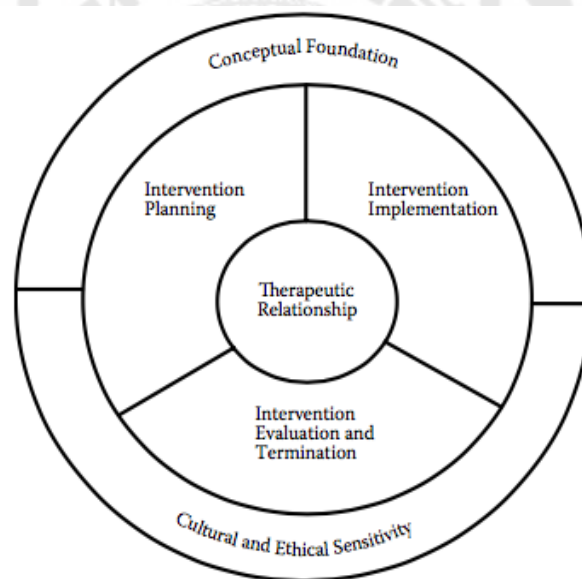 Conceptual Foundation
Intervention
Planning
Intervention
Implementation
Therapeutic
Relationship
Intervention
Evaluation and
Termination
Cultural and Ethical Sensitivity